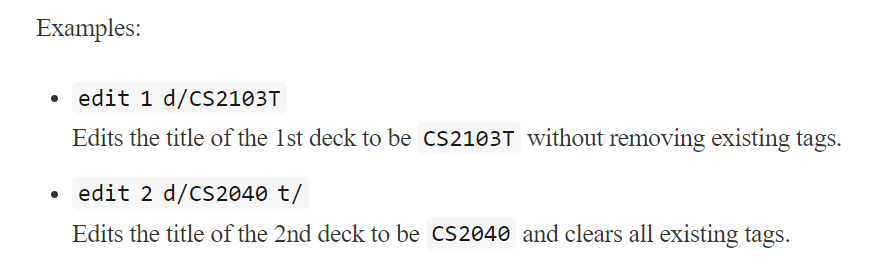 Examples:
edit 1 d/CS2103T
Edits the title of the 1st deck to be CS2103T without removing existing tags.
edit 2 d/CS2040 t/
Edits the title of the 2nd deck to be CS2040 and clears all existing tags.